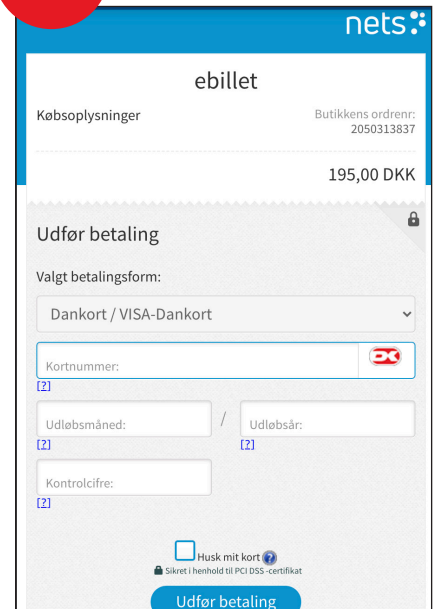 nets
ebillet
Købsoplysninger
Butikkens ordrenr:
2050313837
195,00 DKK
Udfør betaling
Valgt betalingsform:
Dankort / VISA-Dankort
Kortnummer:
[?]
Udløbsmåned: / Udløbsår:
[?] [?]
Kontrolcifre:
[?]
Husk mit kort ?
Sikret i henhold til PCI DSS -certifikat
Udfør betaling